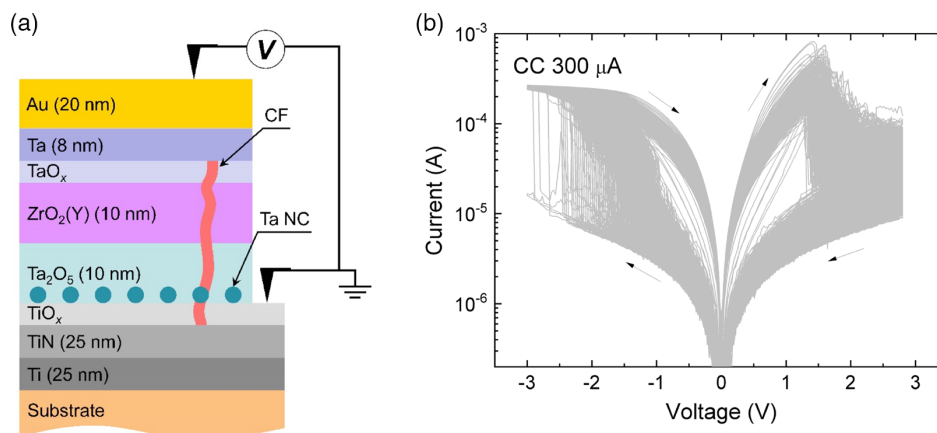 (a)
V
Au (20 nm)
CF
Ta (8 nm)
TaOₓ
ZrO₂(Y) (10 nm)
Ta NC
Ta₂O₅ (10 nm)
TiOₓ
TiN (25 nm)
Ti (25 nm)
Substrate
(b)
CC 300 μA
Current (A)
10⁻³
10⁻⁴
10⁻⁵
10⁻⁶
-3 -2 -1 0 1 2 3
Voltage (V)